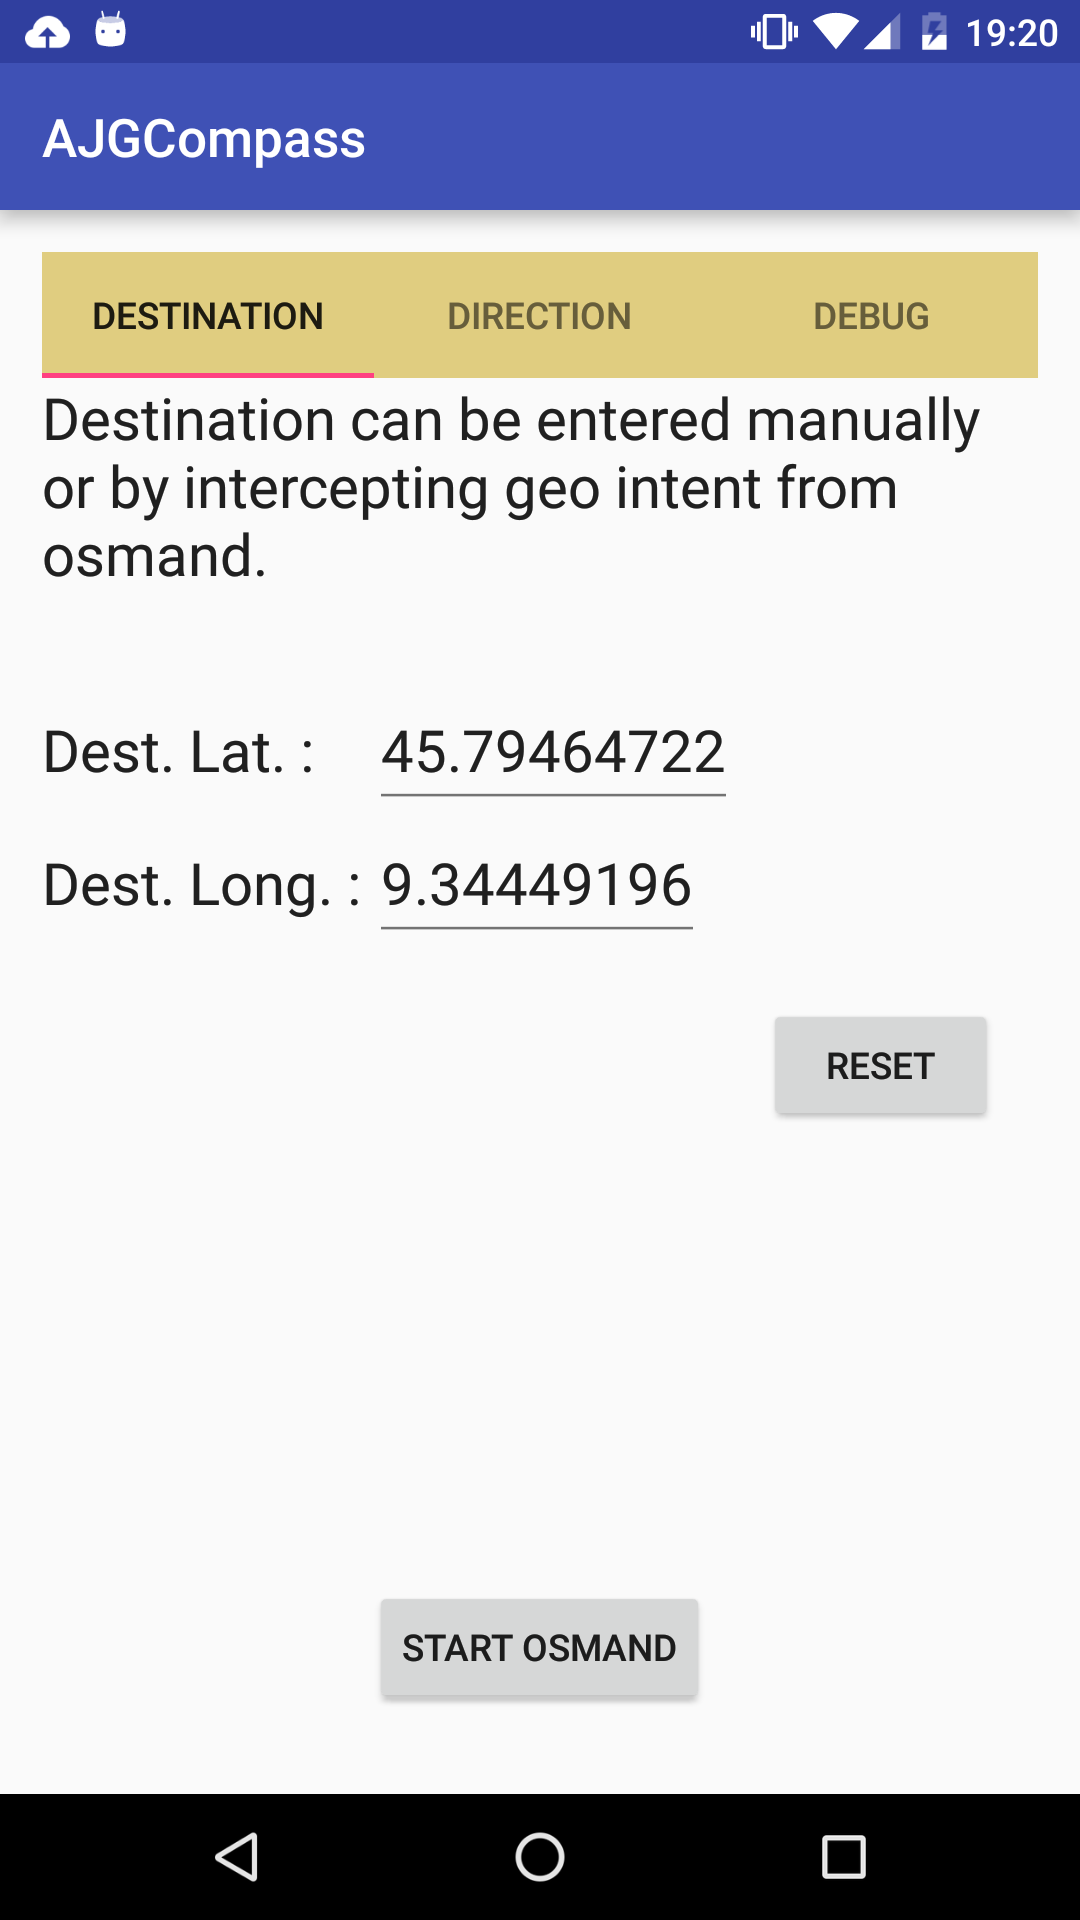 19:20
AJGCompass
DESTINATION DIRECTION DEBUG
Destination can be entered manually
or by intercepting geo intent from
osmand.
Dest. Lat. : 45.79464722
Dest. Long. : 9.34449196
RESET
START OSMAND